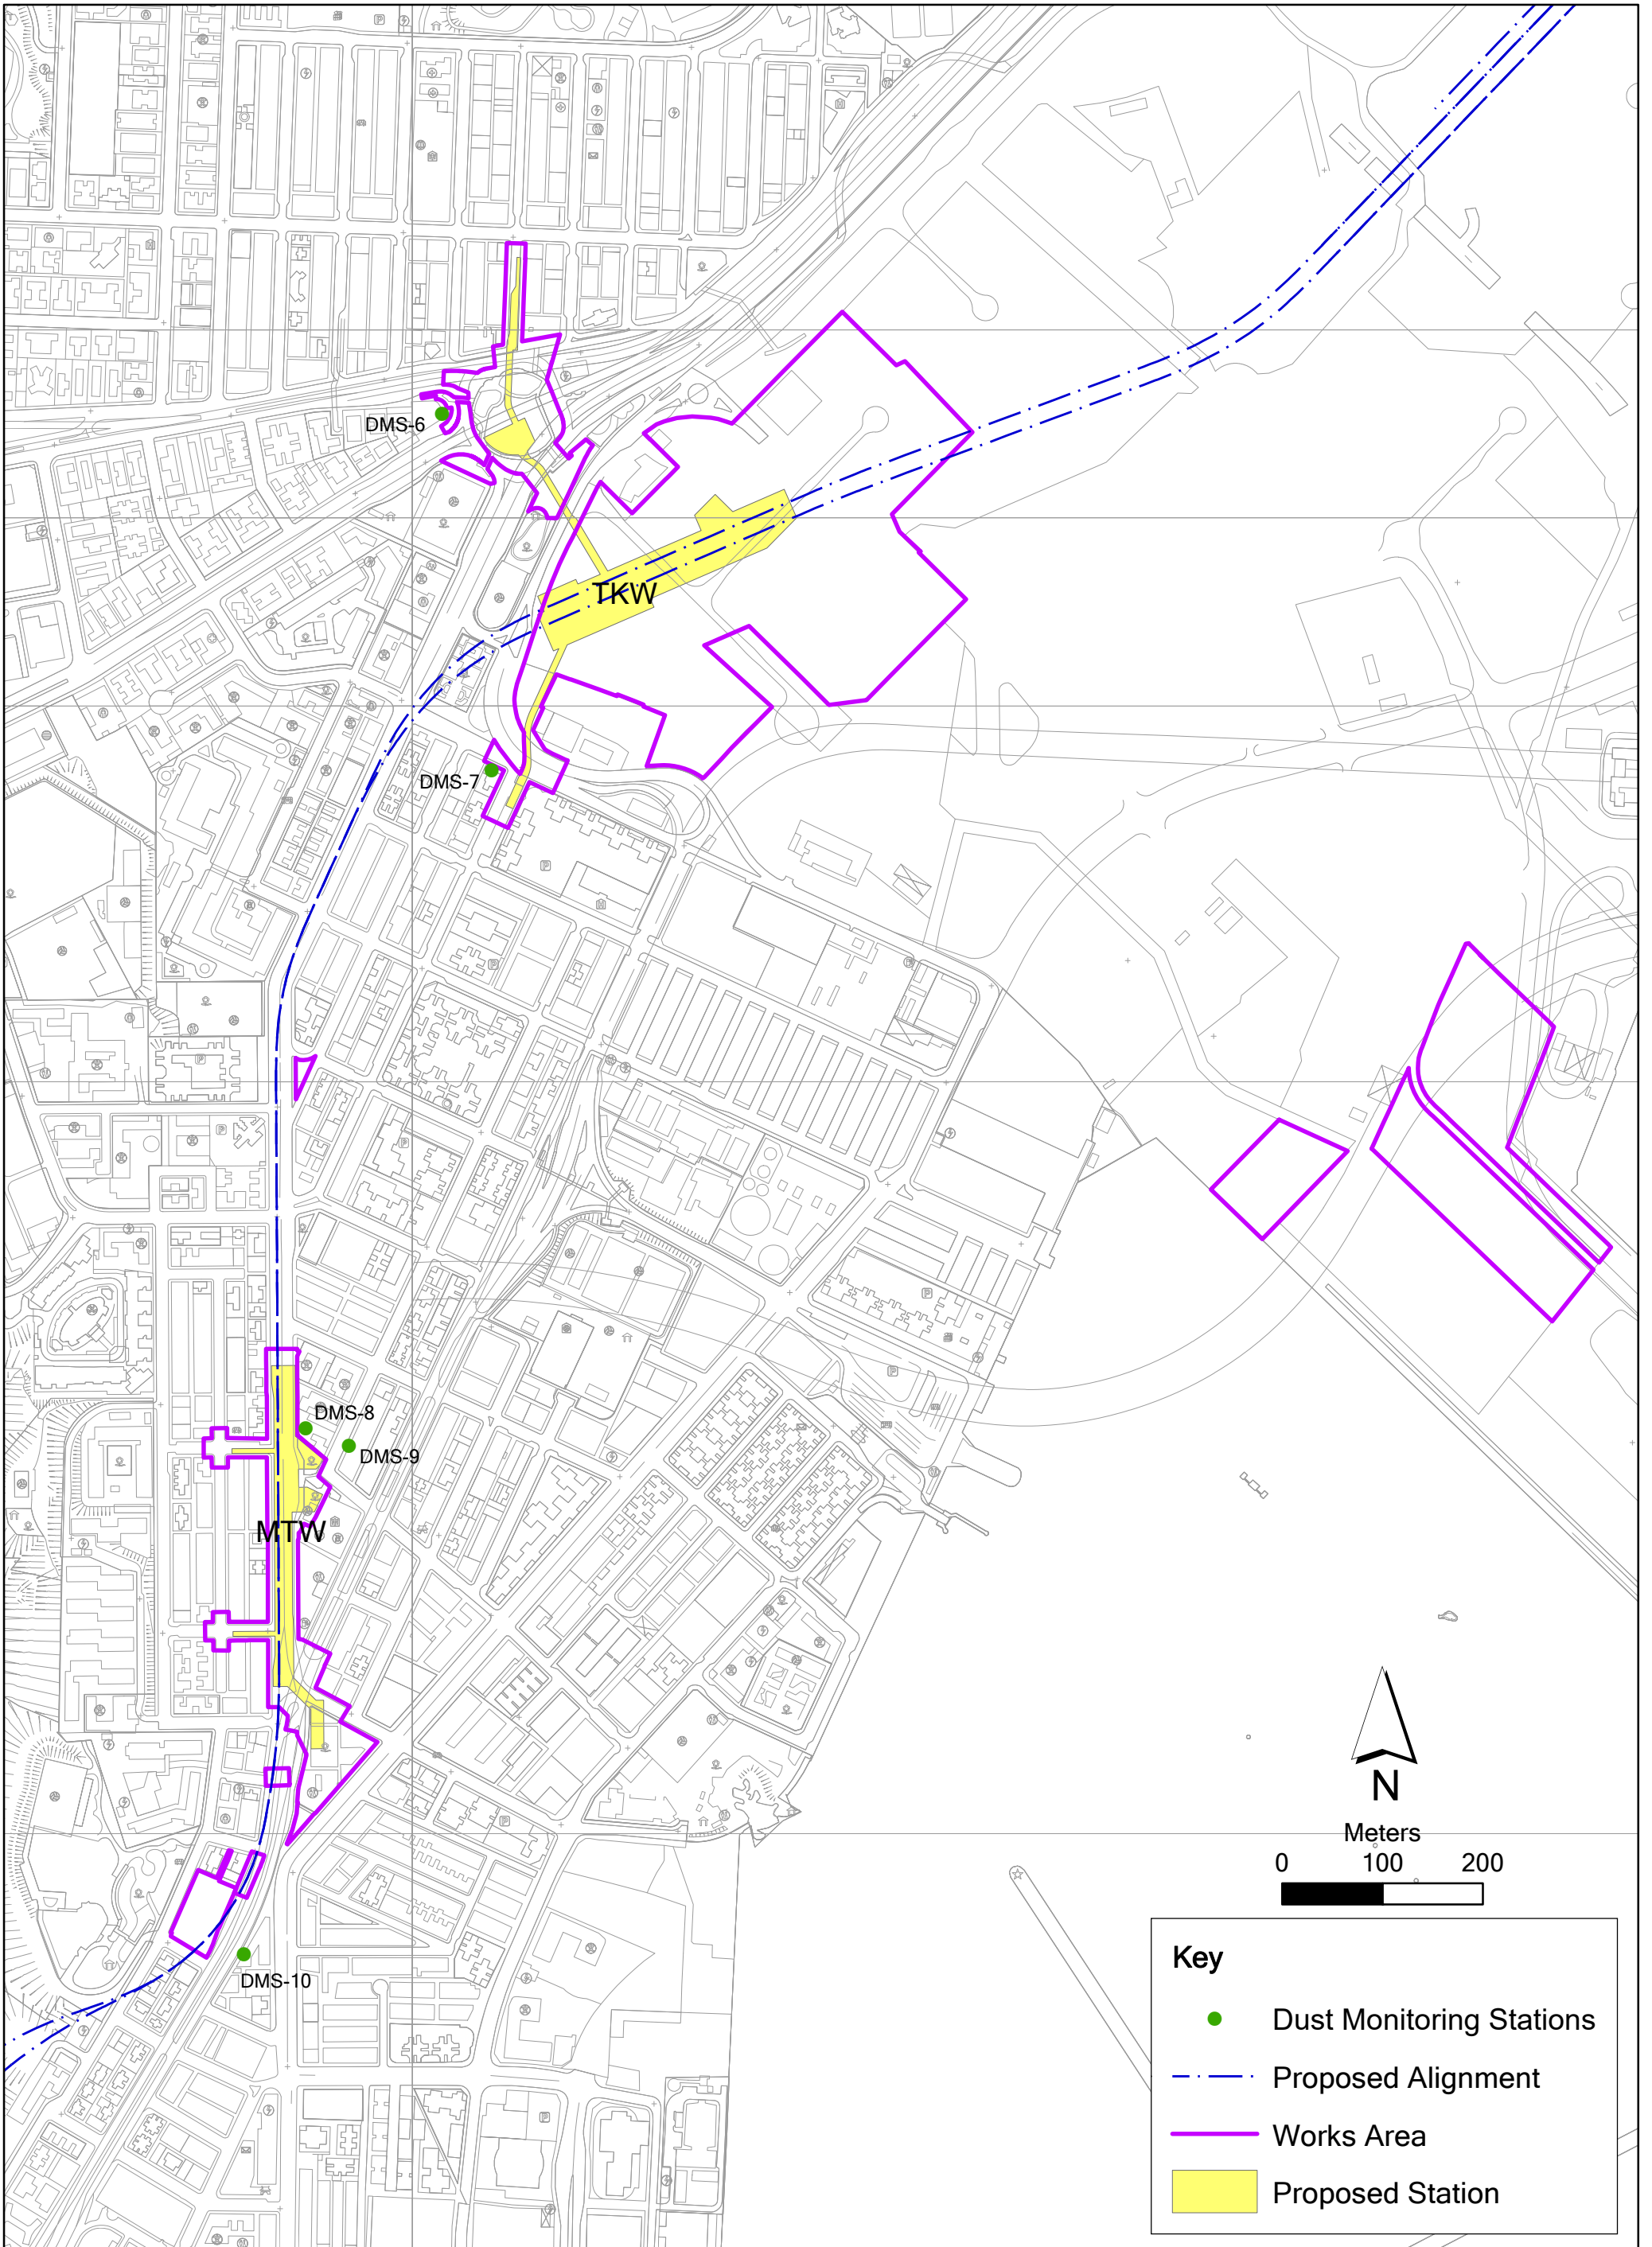 DMS-6
TKW
DMS-7
DMS-8
DMS-9
MTW
DMS-10
N
Meters
0 100 200
Key
Dust Monitoring Stations
Proposed Alignment
Works Area
Proposed Station